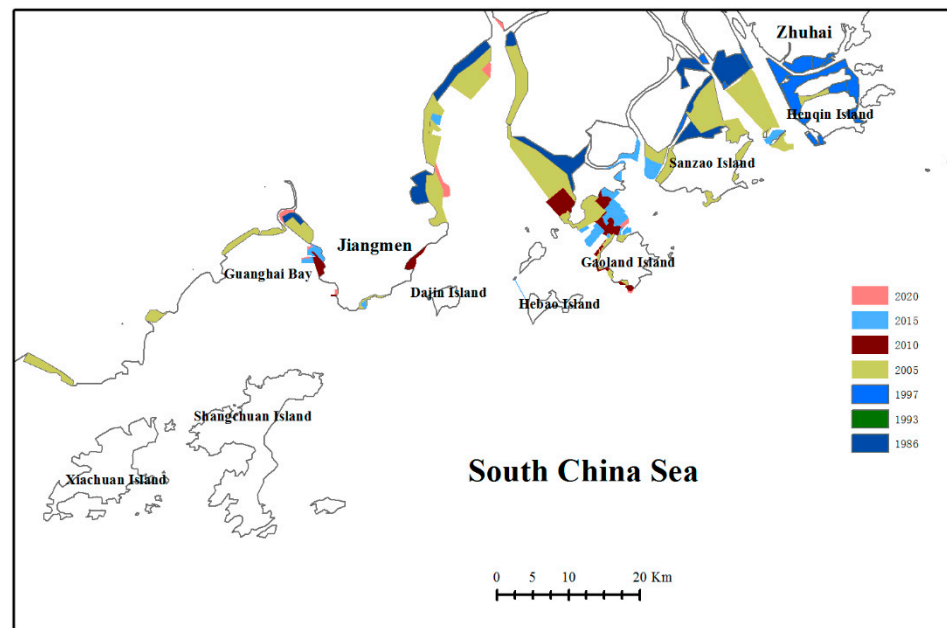 Zhuhai
Henqin Island
Sanzao Island
Jiangmen
Guanghai Bay
Gaoland Island
Dajin Island
Hebao Island
2020
2015
2010
2005
1997
1993
1986
Shangchuan Island
Xiachuan Island
South China Sea
0 5 10 20 Km